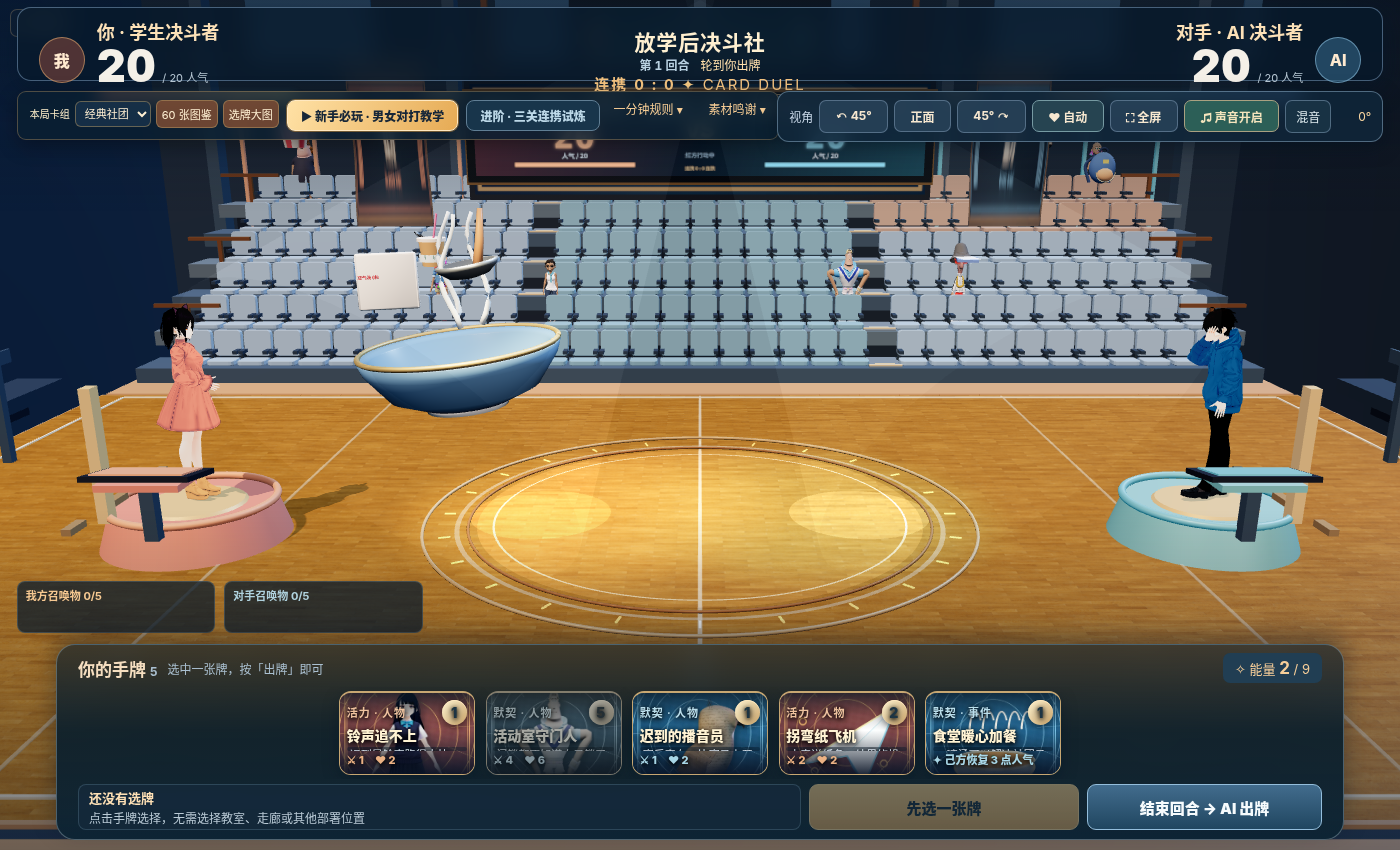 你 · 学生决斗者
我
20 / 20 人气
放学后决斗社
第 1 回合 轮到你出牌
连携 0 : 0 ✦ CARD DUEL
对手 · AI 决斗者
20 / 20 人气
AI
本局卡组 经典社团 60 张图鉴 选牌大图 ▶ 新手必玩 · 男女对打教学 进阶 · 三关连携试炼 一分钟规则 ▾ 素材鸣谢 ▾
视角 ↶ 45° 正面 45° ↷ ♥ 自动 ⛶ 全屏 ♫ 声音开启 混音 0°
20 20
人气 / 20 人气 / 20
我方召唤物 0/5
对手召唤物 0/5
你的手牌 5 选中一张牌，按「出牌」即可
✧ 能量 2 / 9
活力 · 人物 1
铃声追不上
⚔ 1 ♥ 2
默契 · 人物 5
活动室守门人
⚔ 4 ♥ 6
默契 · 人物 1
迟到的播音员
⚔ 1 ♥ 2
活力 · 人物 2
拐弯纸飞机
⚔ 2 ♥ 2
默契 · 事件 1
食堂暖心加餐
✦ 己方恢复 3 点人气
还没有选牌
点击手牌选择，无需选择教室、走廊或其他部署位置
先选一张牌
结束回合 → AI 出牌